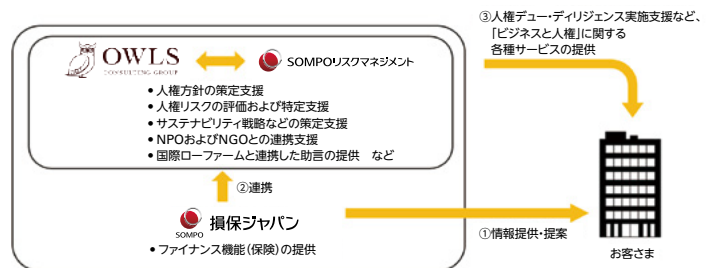 ③人権デュー・ディリジェンス実施支援など、
「ビジネスと人権」に関する
各種サービスの提供
OWLS
CONSULTING GROUP
SOMPOリスクマネジメント
•人権方針の策定支援
•人権リスクの評価および特定支援
•サステナビリティ戦略などの策定支援
•NPOおよびNGOとの連携支援
•国際ローファームと連携した助言の提供　など
②連携
SOMPO
損保ジャパン
•ファイナンス機能(保険)の提供
①情報提供・提案
お客さま